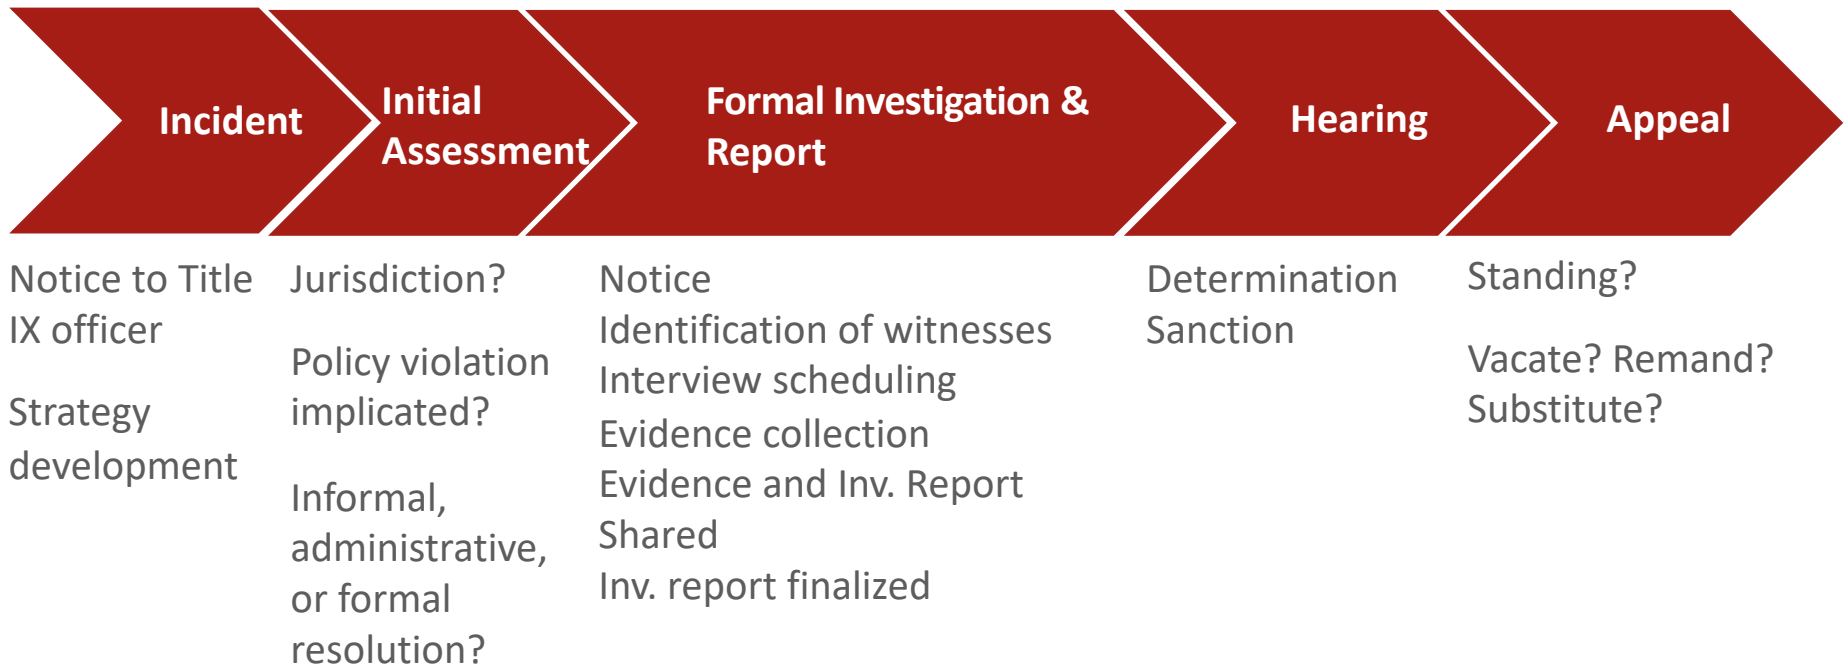 Incident
Initial
Assessment
Formal Investigation &
Report
Hearing
Appeal
Notice to Title
IX officer
Strategy
development
Jurisdiction?
Policy violation
implicated?
Informal,
administrative,
or formal
resolution?
Notice
Identification of witnesses
Interview scheduling
Evidence collection
Evidence and Inv. Report
Shared
Inv. report finalized
Determination
Sanction
Standing?
Vacate? Remand?
Substitute?